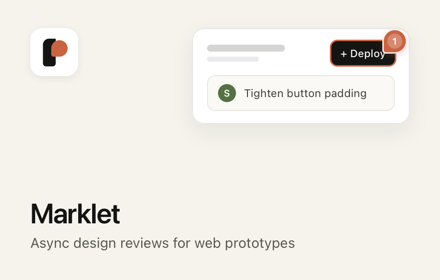 1
+ Deploy
S Tighten button padding
Marklet
Async design reviews for web prototypes